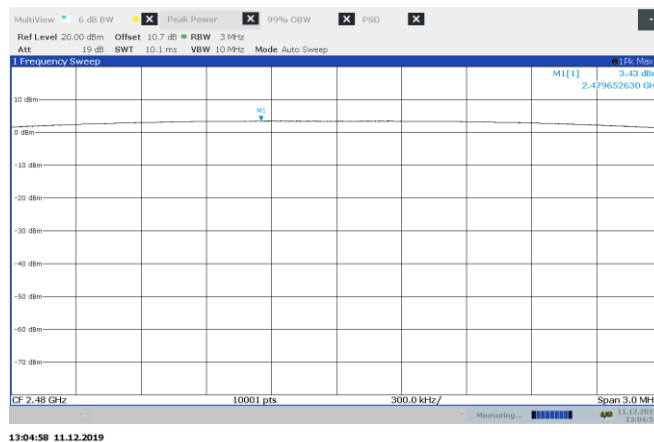 MultiView 6 dB BW Peak Power 99% OBW PSD
Ref Level 20.00 dBm Offset 10.7 dB RBW 3 MHz
Att 19 dB SWT 10.1 ms VBW 10 MHz Mode Auto Sweep
1 Frequency Sweep 1Pk Max
M1[1] 3.43 dB
2.479652630 GH
10 dBm
M1
0 dBm
-10 dBm
-20 dBm
-30 dBm
-40 dBm
-50 dBm
-60 dBm
-70 dBm
CF 2.48 GHz 10001 pts 300.0 kHz/ Span 3.0 MH
Measuring... 11.12.201
13:04:5
13:04:58 11.12.2019